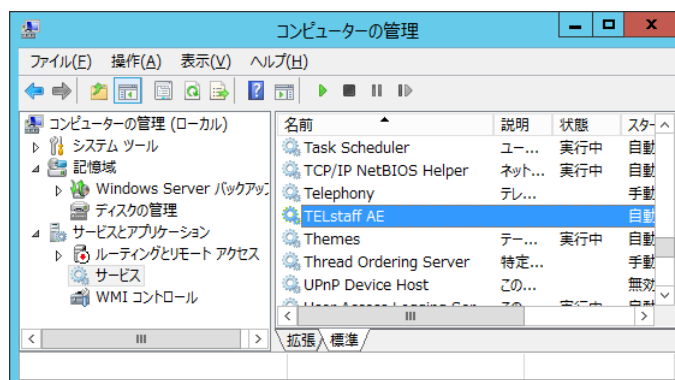 コンピューターの管理
ファイル(F) 操作(A) 表示(V) ヘルプ(H)
コンピューターの管理 (ローカル)
システム ツール
記憶域
Windows Server バックアップ
ディスクの管理
サービスとアプリケーション
ルーティングとリモート アクセス
サービス
WMI コントロール
名前 説明 状態 スター
Task Scheduler ユー... 実行中 自動
TCP/IP NetBIOS Helper ネット... 実行中 自動
Telephony テレ... 手動
TELstaff AE 自動
Themes テー... 実行中 自動
Thread Ordering Server 特定... 手動
UPnP Device Host この... 無効
拡張 標準